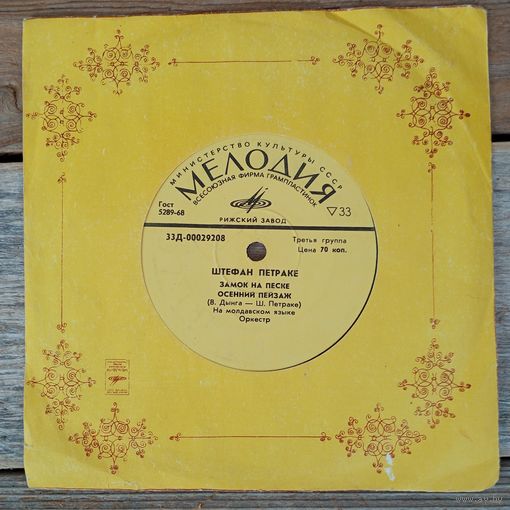 МИНИСТЕРСТВО КУЛЬТУРЫ СССР
МЕЛОДИЯ
ВСЕСОЮЗНАЯ ФИРМА ГРАМПЛАСТИНОК
Гост
5289-68
▽33
РИЖСКИЙ ЗАВОД
33Д-00029208
Третья группа
Цена 70 коп.
ШТЕФАН ПЕТРАКЕ
ЗАМОК НА ПЕСКЕ
ОСЕННИЙ ПЕЙЗАЖ
(В. Дынга — Ш. Петраке)
На молдавском языке
Оркестр